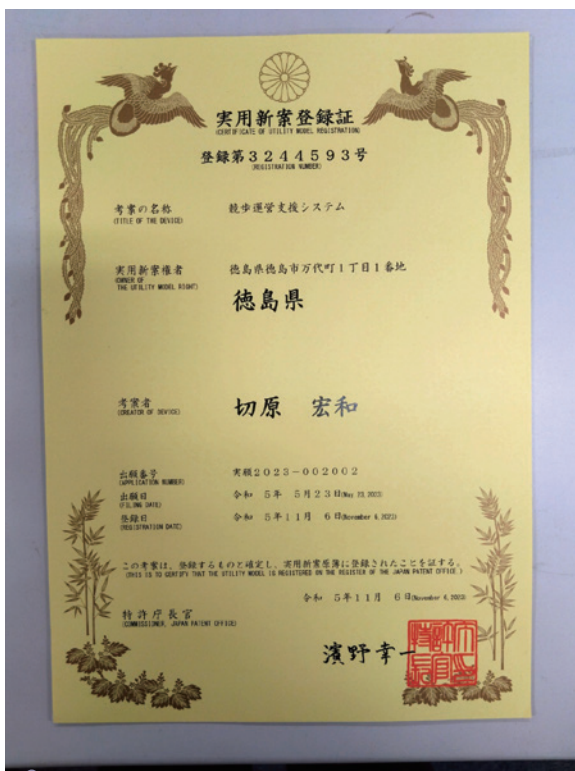 実用新案登録証
(CERTIFICATE OF UTILITY MODEL REGISTRATION)
登録第3244593号
(REGISTRATION NUMBER)
考案の名称
(TITLE OF THE DEVICE)
競歩運営支援システム
実用新案権者
(OWNER OF
THE UTILITY MODEL RIGHT)
徳島県徳島市万代町1丁目1番地
徳島県
考案者
(CREATOR OF DEVICE)
切原 宏和
出願番号
(APPLICATION NUMBER)
実願2023-002002
出願日
(FILING DATE)
令和 5年 5月23日(May 23,2023)
登録日
(REGISTRATION DATE)
令和 5年11月 6日(November 6,2023)
この考案は、登録するものと確定し、実用新案原簿に登録されたことを証する。
(THIS IS TO CERTIFY THAT THE UTILITY MODEL IS REGISTERED ON THE REGISTER OF THE JAPAN PATENT OFFICE.)
令和 5年11月 6日(November 6,2023)
特許庁長官
(COMMISSIONER, JAPAN PATENT OFFICE)
濱野幸一